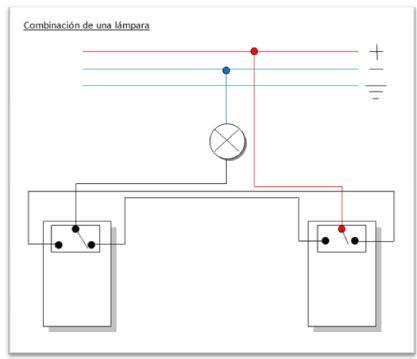 Combinación de una lámpara
+
−